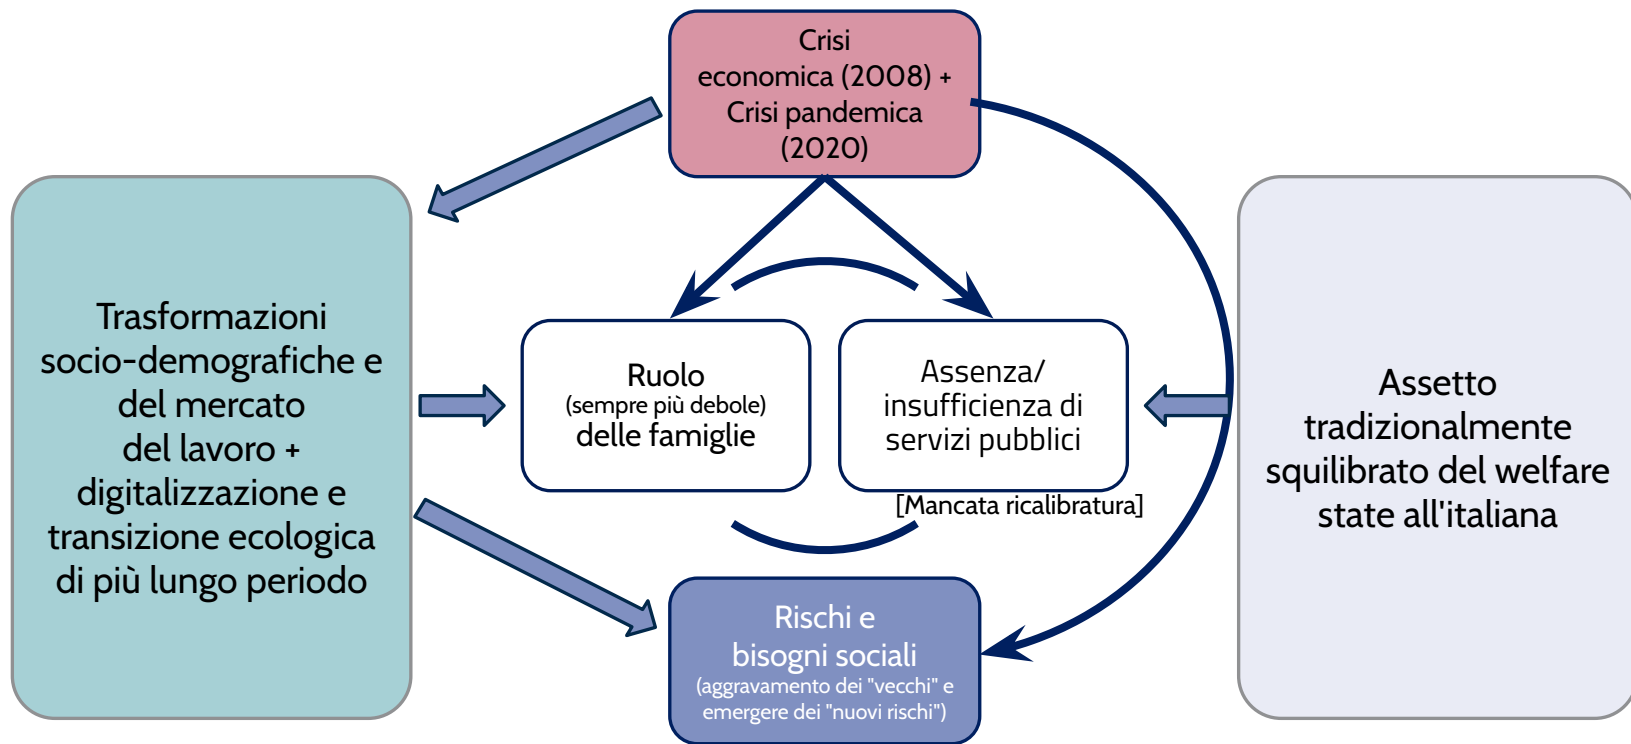 Crisi
economica (2008) +
Crisi pandemica
(2020)
Trasformazioni
socio-demografiche e
del mercato
del lavoro +
digitalizzazione e
transizione ecologica
di più lungo periodo
Ruolo
(sempre più debole)
delle famiglie
Assenza/
insufficienza di
servizi pubblici
[Mancata ricalibratura]
Assetto
tradizionalmente
squilibrato del welfare
state all'italiana
Rischi e
bisogni sociali
(aggravamento dei "vecchi" e
emergere dei "nuovi rischi")